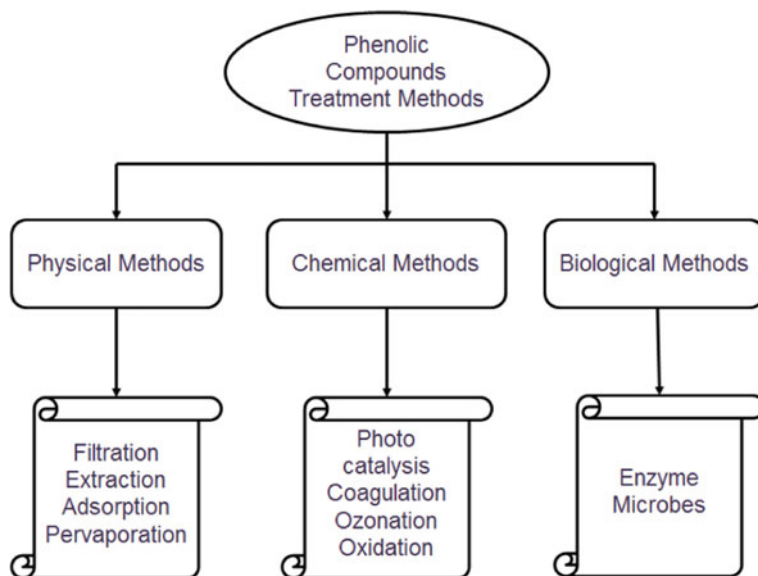 Phenolic
Compounds
Treatment Methods
Physical Methods
Chemical Methods
Biological Methods
Filtration
Extraction
Adsorption
Pervaporation
Photo
catalysis
Coagulation
Ozonation
Oxidation
Enzyme
Microbes